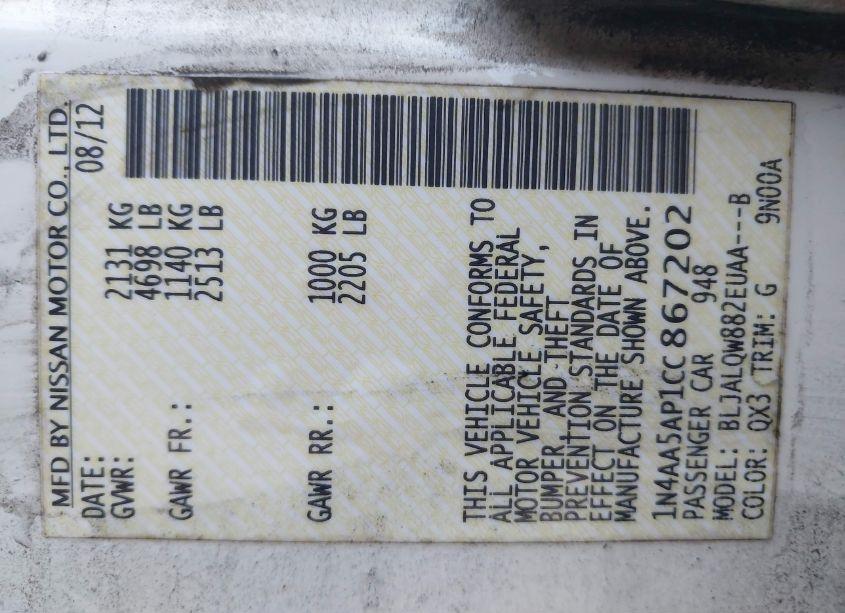 MFD BY NISSAN MOTOR CO., LTD.
DATE: 08/12
GVWR: 2131 KG
4698 LB
GAWR FR.: 1140 KG
2513 LB
GAWR RR.: 1000 KG
2205 LB
THIS VEHICLE CONFORMS TO
ALL APPLICABLE FEDERAL
MOTOR VEHICLE SAFETY,
BUMPER, AND THEFT
PREVENTION STANDARDS IN
EFFECT ON THE DATE OF
MANUFACTURE SHOWN ABOVE.
1N4AA5AP1CC867202
PASSENGER CAR 948
MODEL: BLJALQW882EUAA---B
COLOR: QX3 TRIM: G 9N00A